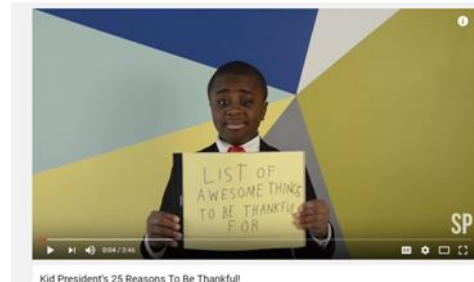 LIST OF
AWESOME THINGS
TO BE THANKFUL
FOR
SP
0:04 / 3:46
Kid President's 25 Reasons To Be Thankful!